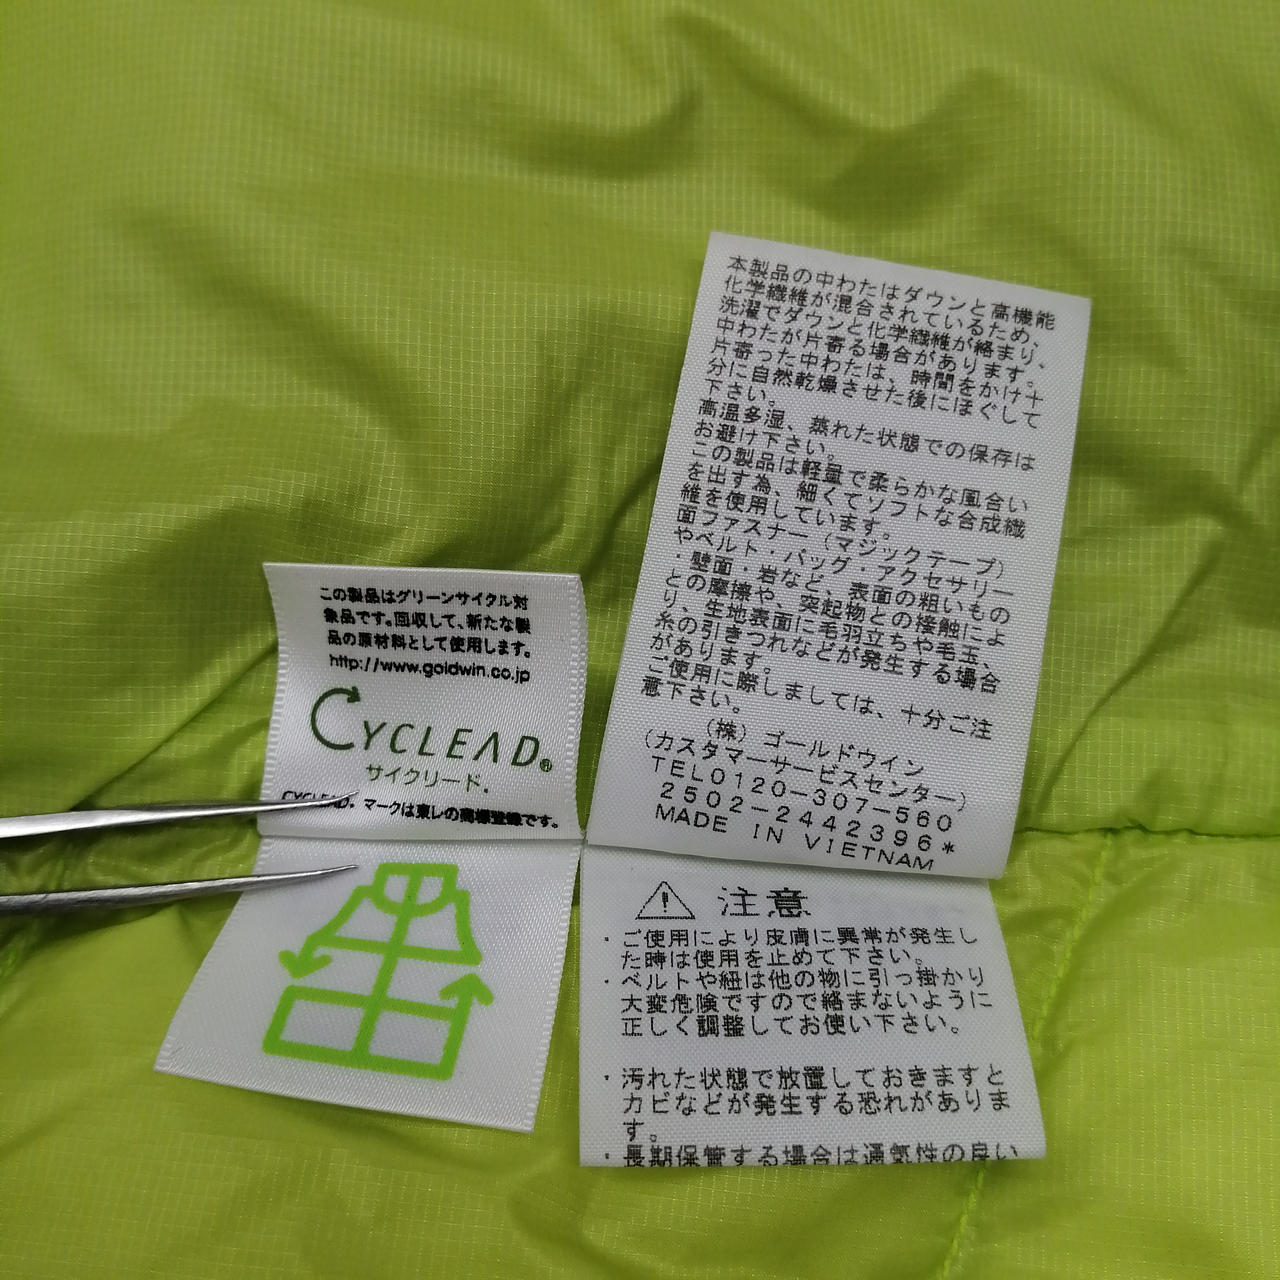 この製品はグリーンサイクル対
象品です。回収して、新たな製
品の原材料として使用します。
http://www.goldwin.co.jp
CYCLEAD®
サイクリード.
CYCLEAD® マークは東レの商標登録です。
本製品の中わたはダウンと高機能
化学繊維が混合されているため、
洗濯でダウンと化学繊維が絡まり、
中わたが片寄る場合があります。
片寄った中わたは、時間をかけ十
分に自然乾燥させた後にほぐして
下さい。
高温多湿、蒸れた状態での保存は
お避け下さい。
この製品は軽量で柔らかな風合い
を出す為、細くてソフトな合成繊
維を使用しています。
面ファスナー（マジックテープ）
やベルト・バッグ・アクセサリー
・壁面・岩など、表面の粗いもの
との摩擦や、突起物との接触によ
り、生地表面に毛羽立ちや毛玉、
糸の引きつれなどが発生する場合
があります。
ご使用に際しましては、十分ご注
意下さい。
（株）ゴールドウイン
（カスタマーサービスセンター）
TEL0120-307-560
2502-2442396*
MADE IN VIETNAM
注意
・ご使用により皮膚に異常が発生し
た時は使用を止めて下さい。
・ベルトや紐は他の物に引っ掛かり
大変危険ですので絡まないように
正しく調整してお使い下さい。
・汚れた状態で放置しておきますと
カビなどが発生する恐れがありま
す。
・長期保管する場合は通気性の良い